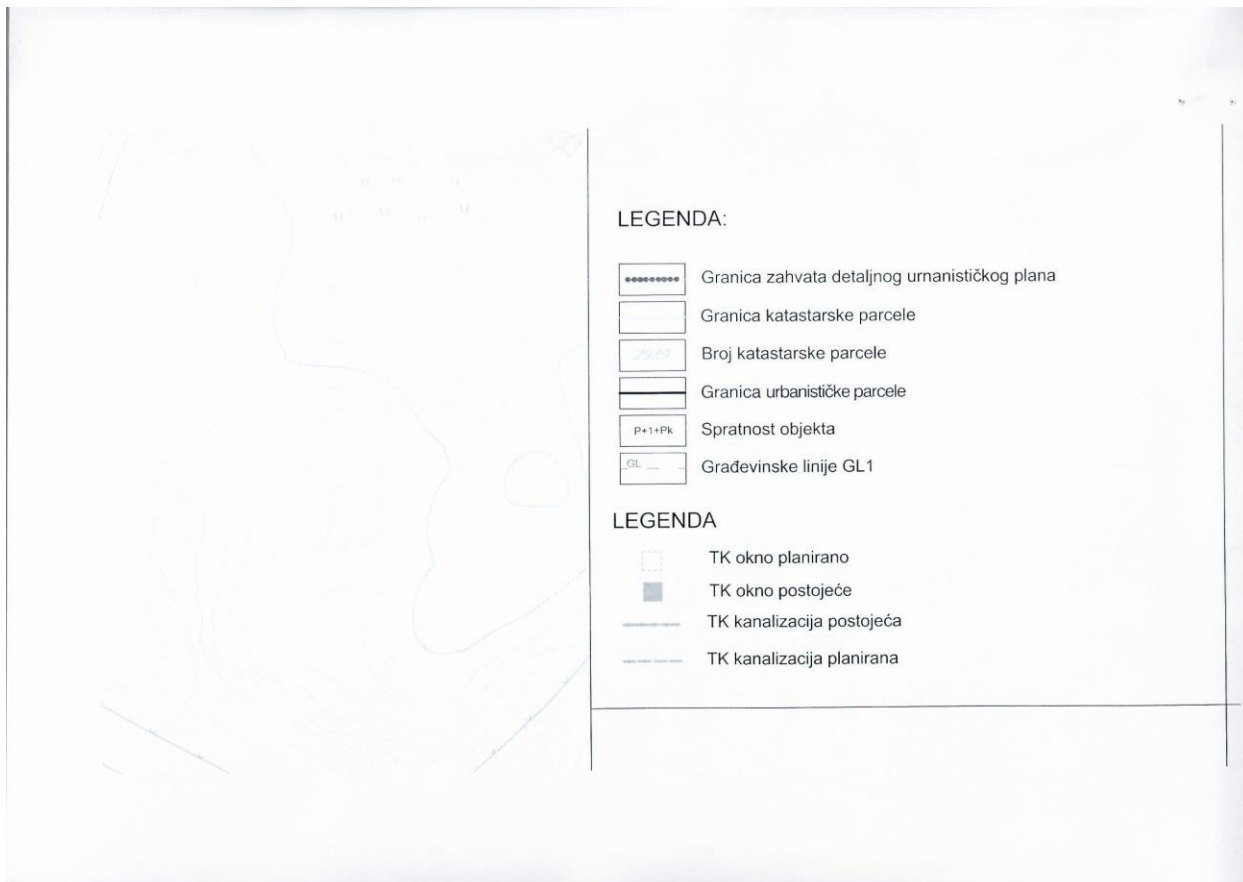 LEGENDA:
Granica zahvata detaljnog urnanističkog plana
Granica katastarske parcele
Broj katastarske parcele
Granica urbanističke parcele
P+1+Pk Spratnost objekta
GL Građevinske linije GL1
LEGENDA
TK okno planirano
TK okno postojeće
TK kanalizacija postojeća
TK kanalizacija planirana